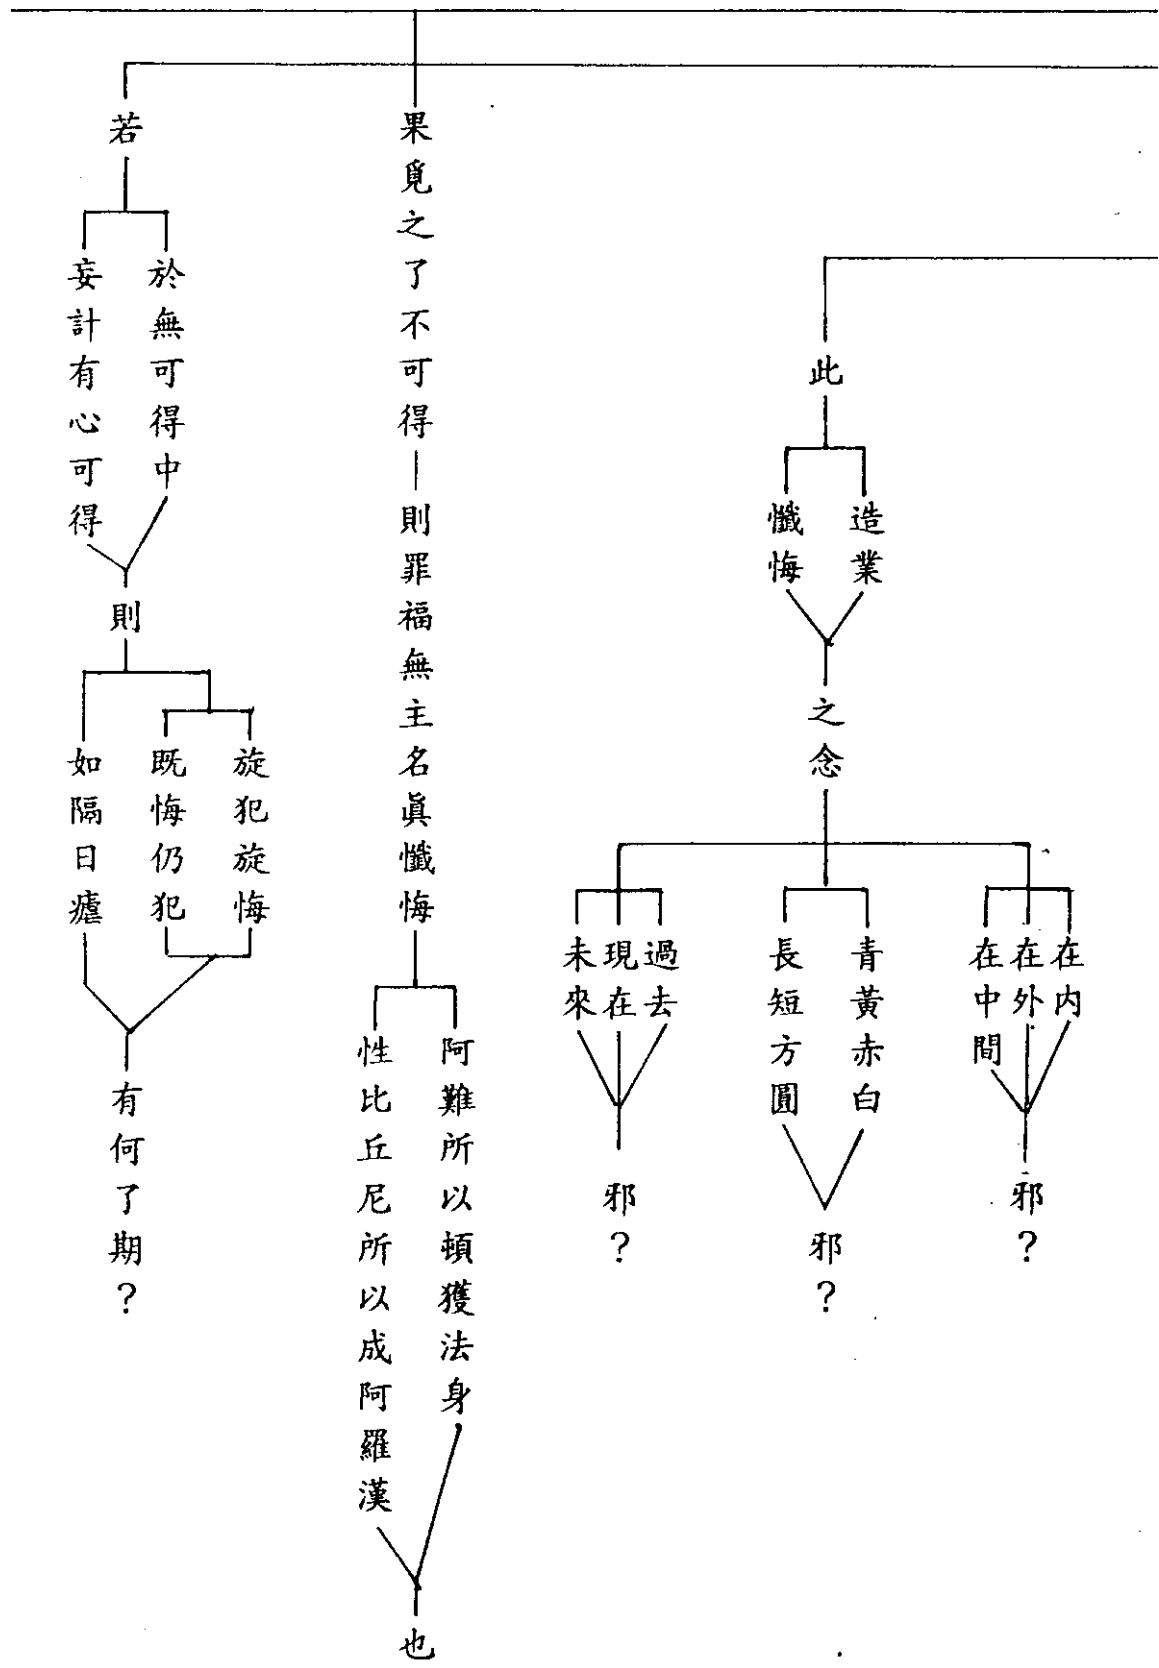 此
造業
懺悔
之念
在内
在外
在中間
邪？
青黃赤白
長短方圓
邪？
過去
現在
未來
邪？
果覓之了不可得｜則罪福無主名眞懺悔
阿難所以頓獲法身
性比丘尼所以成阿羅漢
也
若
於無可得中
妄計有心可得
則
旋犯旋悔
既悔仍犯
如隔日瘧
有何了期？